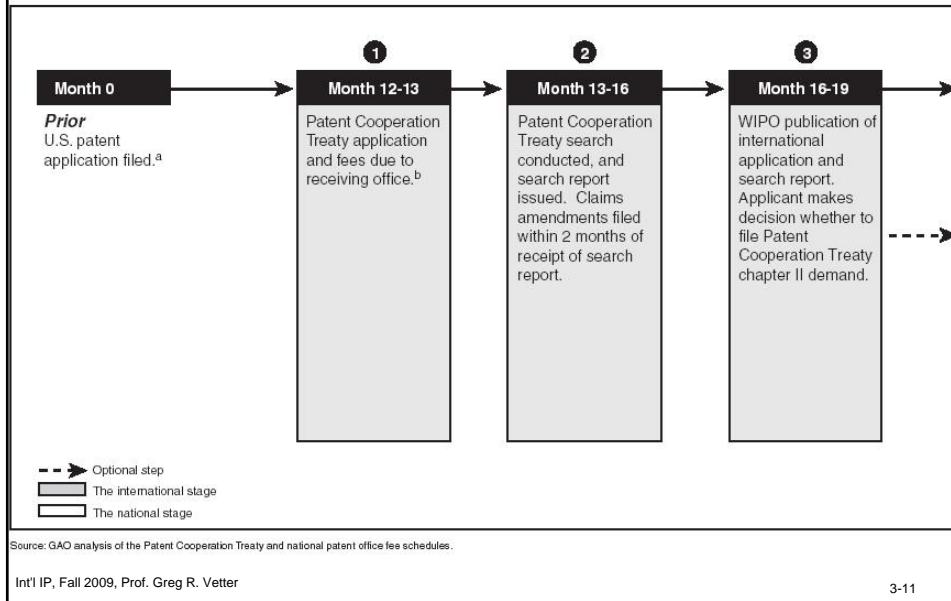 1
2
3
Month 0
Month 12-13
Month 13-16
Month 16-19
Prior
U.S. patent
application filed.a
Patent Cooperation
Treaty application
and fees due to
receiving office.b
Patent Cooperation
Treaty search
conducted, and
search report
issued. Claims
amendments filed
within 2 months of
receipt of search
report.
WIPO publication of
international
application and
search report.
Applicant makes
decision whether to
file Patent
Cooperation Treaty
chapter II demand.
Optional step
The international stage
The national stage
Source: GAO analysis of the Patent Cooperation Treaty and national patent office fee schedules.
Int'l IP, Fall 2009, Prof. Greg R. Vetter
3-11